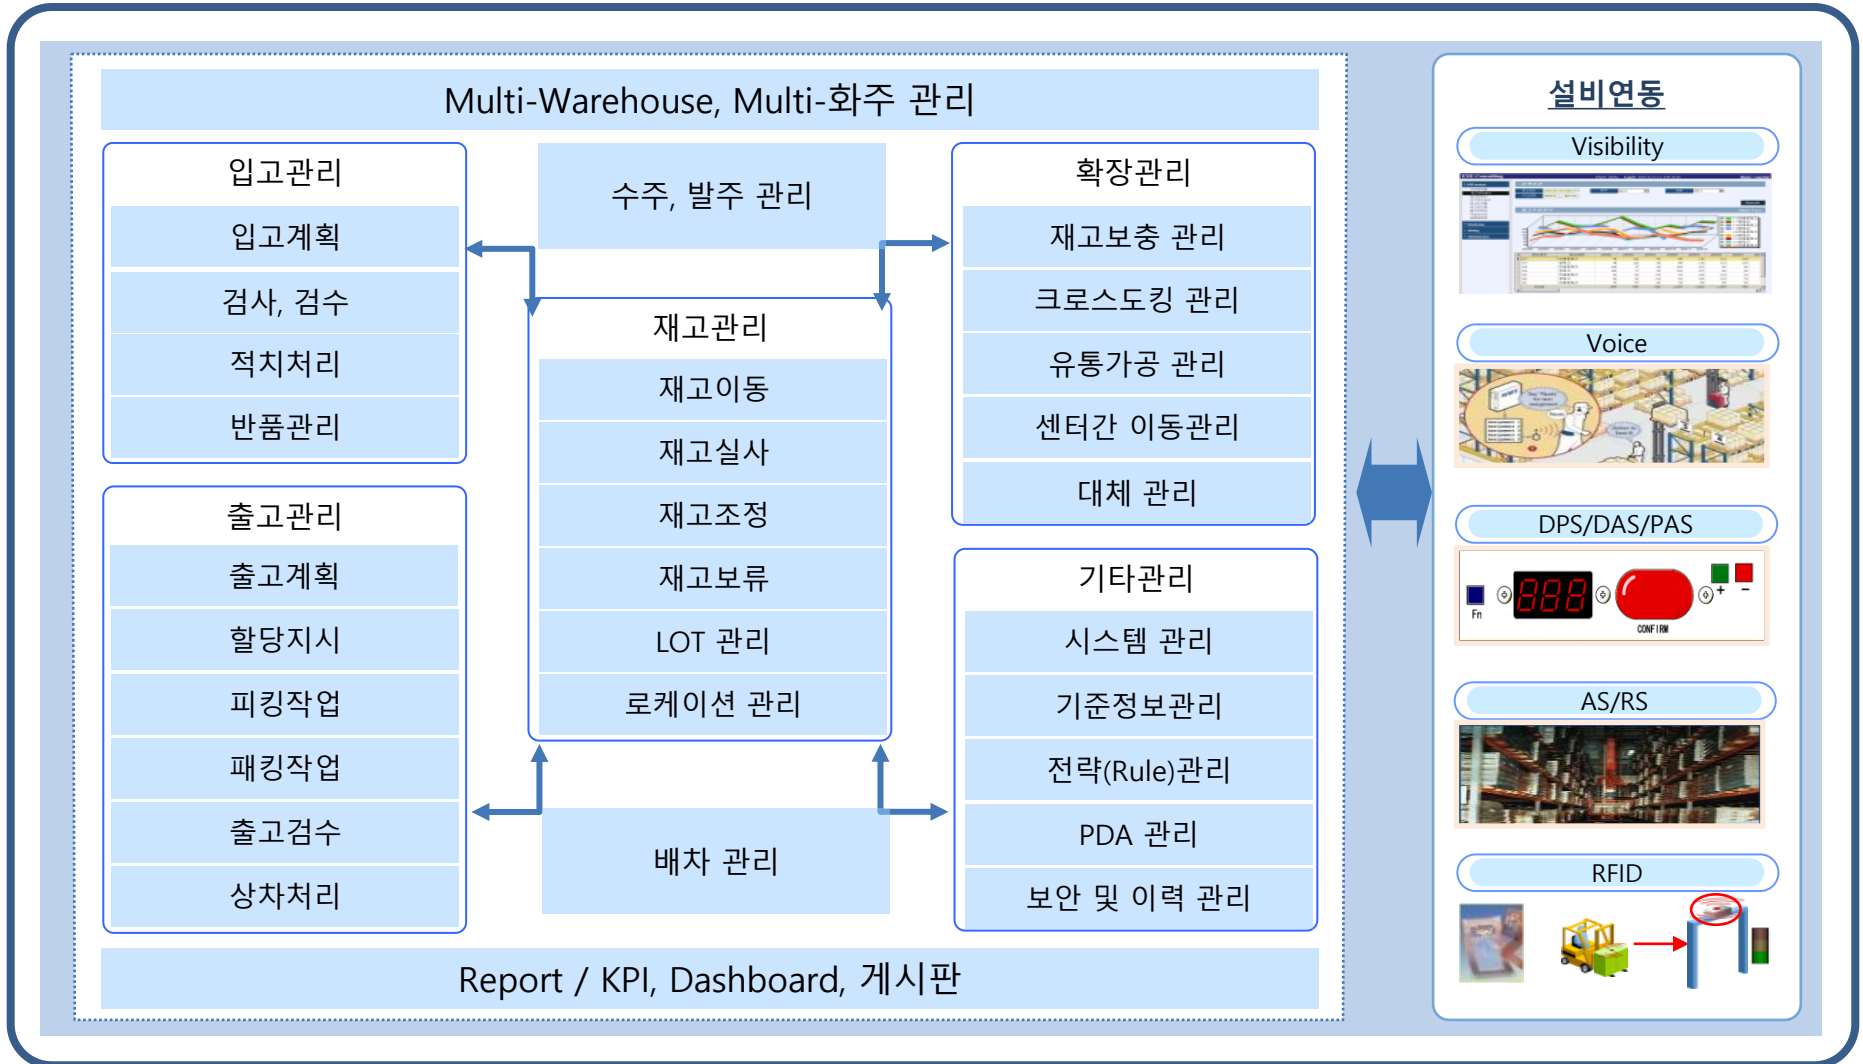 Multi-Warehouse, Multi-화주 관리
입고관리
입고계획
검사, 검수
적치처리
반품관리
출고관리
출고계획
할당지시
피킹작업
패킹작업
출고검수
상차처리
수주, 발주 관리
재고관리
재고이동
재고실사
재고조정
재고보류
LOT 관리
로케이션 관리
배차 관리
확장관리
재고보충 관리
크로스도킹 관리
유통가공 관리
센터간 이동관리
대체 관리
기타관리
시스템 관리
기준정보관리
전략(Rule)관리
PDA 관리
보안 및 이력 관리
Report / KPI, Dashboard, 게시판
설비연동
Visibility
Voice
DPS/DAS/PAS
Fn
888
CONFIRM
+ −
AS/RS
RFID